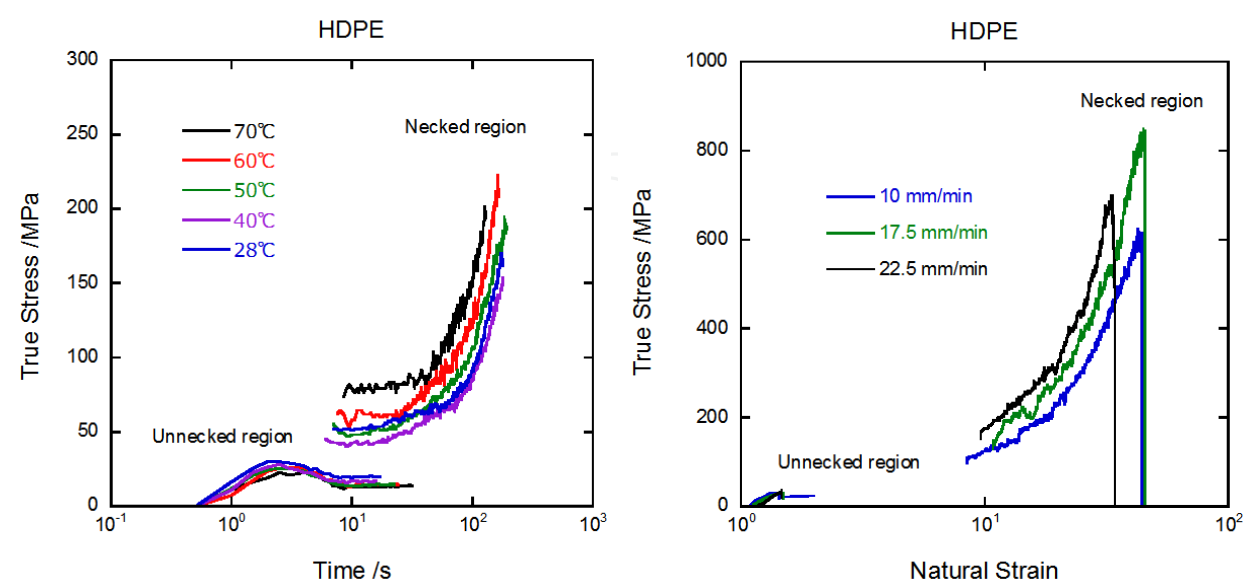 HDPE
300
250
200
150
100
50
0
10-1
100
101
102
103
True Stress /MPa
Time /s
70℃
60℃
50℃
40℃
28℃
Necked region
Unnecked region
HDPE
1000
800
600
400
200
0
100
101
102
True Stress /MPa
Natural Strain
Necked region
10 mm/min
17.5 mm/min
22.5 mm/min
Unnecked region